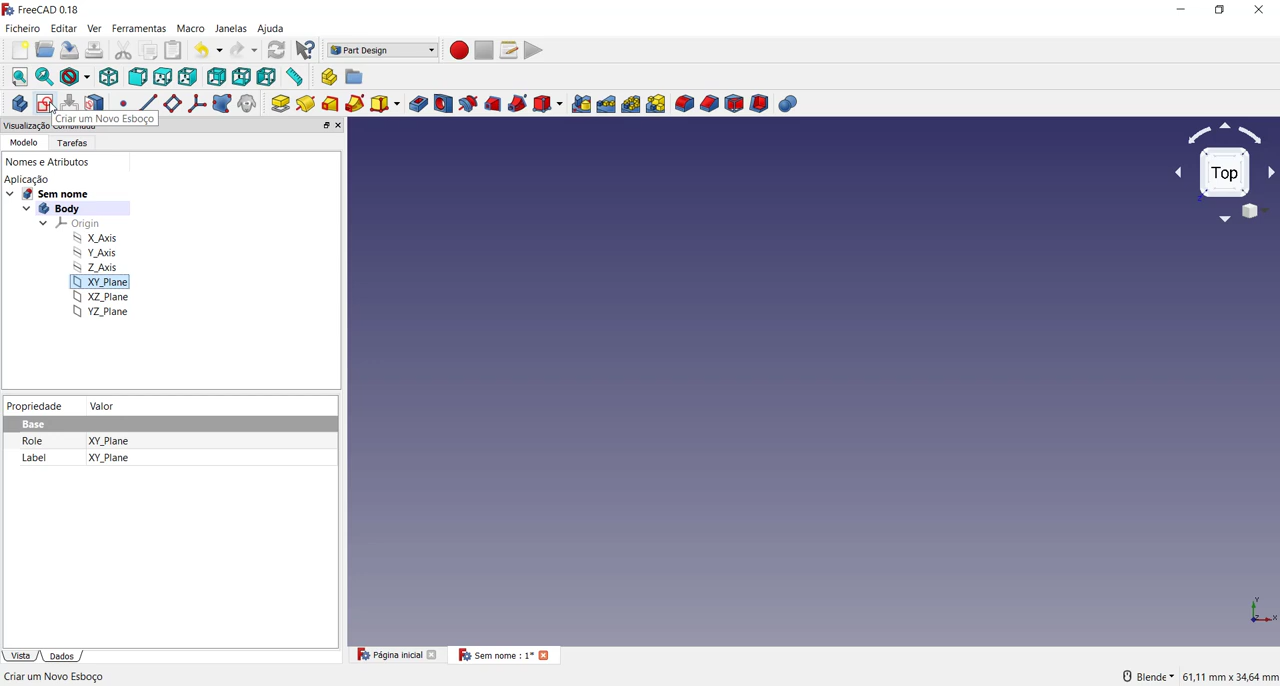 FreeCAD 0.18
Ficheiro Editar Ver Ferramentas Macro Janelas Ajuda
Part Design
Criar um Novo Esboço
Visualização Combinada
Modelo Tarefas
Nomes e Atributos
Aplicação
Sem nome
Body
Origin
X_Axis
Y_Axis
Z_Axis
XY_Plane
XZ_Plane
YZ_Plane
Top
Z
Propriedade Valor
Base
Role XY_Plane
Label XY_Plane
Y
Z X
Vista Dados
Página inicial Sem nome : 1*
Criar um Novo Esboço
Blende 61,11 mm x 34,64 mm